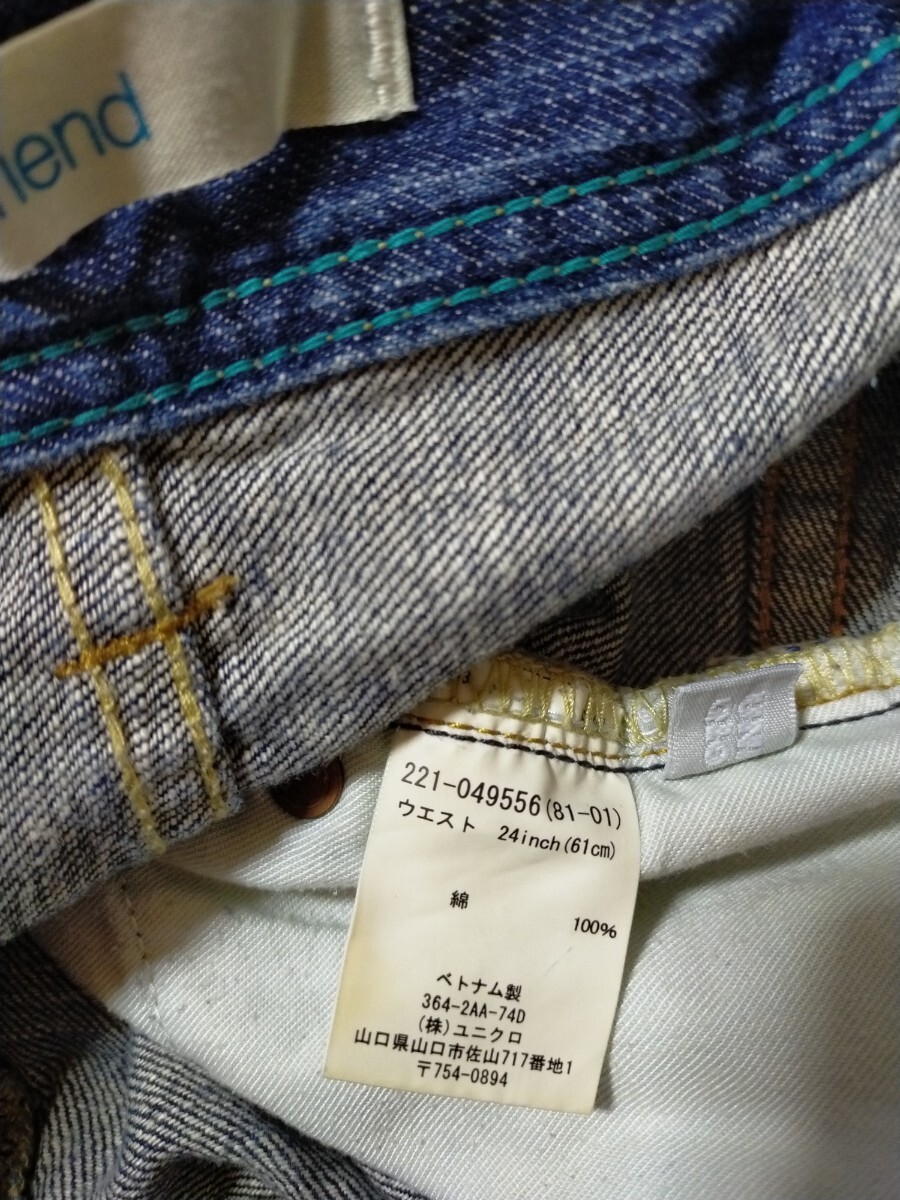 iend
221-049556(81-01)
ウエスト 24inch(61cm)
綿
100%
ベトナム製
364-2AA-74D
(株)ユニクロ
山口県山口市佐山717番地1
〒754-0894